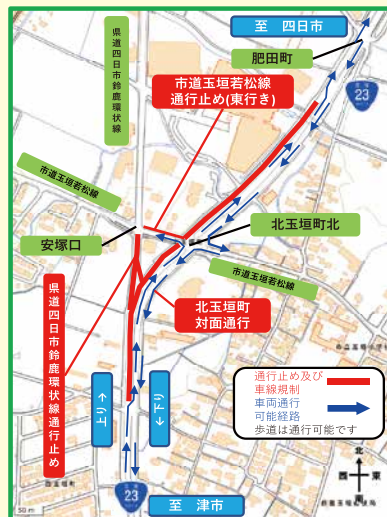 至 四日市
県道四日市鈴鹿環状線
肥田町
国道
23
市道玉垣若松線
通行止め(東行き)
市道玉垣若松線
安塚口
北玉垣町北
市道玉垣若松線
県道四日市鈴鹿環状線通行止め
北玉垣町
対面通行
上り→
←下り
通行止め及び
車線規制
車両通行
可能経路
歩道は通行可能です
北
西
東
南
50 m
23
至 津市